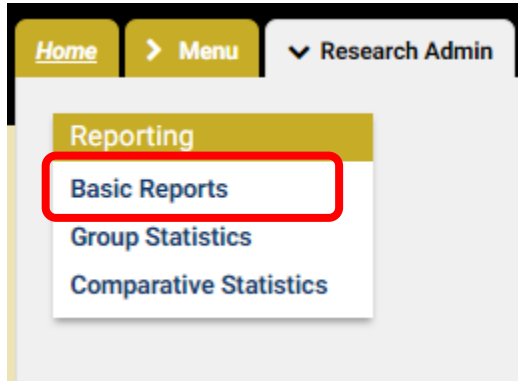 Home Menu Research Admin
Reporting
Basic Reports
Group Statistics
Comparative Statistics